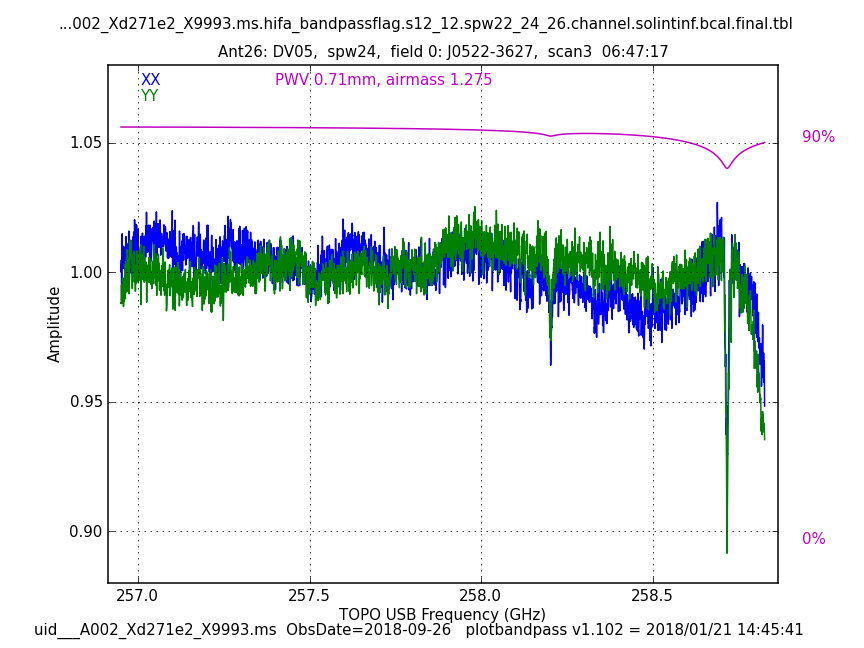 ...002_Xd271e2_X9993.ms.hifa_bandpassflag.s12_12.spw22_24_26.channel.solintinf.bcal.final.tbl
Ant26: DV05,  spw24,  field 0: J0522-3627,  scan3  06:47:17
XX
PWV 0.71mm, airmass 1.275
YY
90%
1.05
1.00
Amplitude
0.95
0.90
0%
257.0
257.5
258.0
258.5
TOPO USB Frequency (GHz)
uid___A002_Xd271e2_X9993.ms  ObsDate=2018-09-26   plotbandpass v1.102 = 2018/01/21 14:45:41